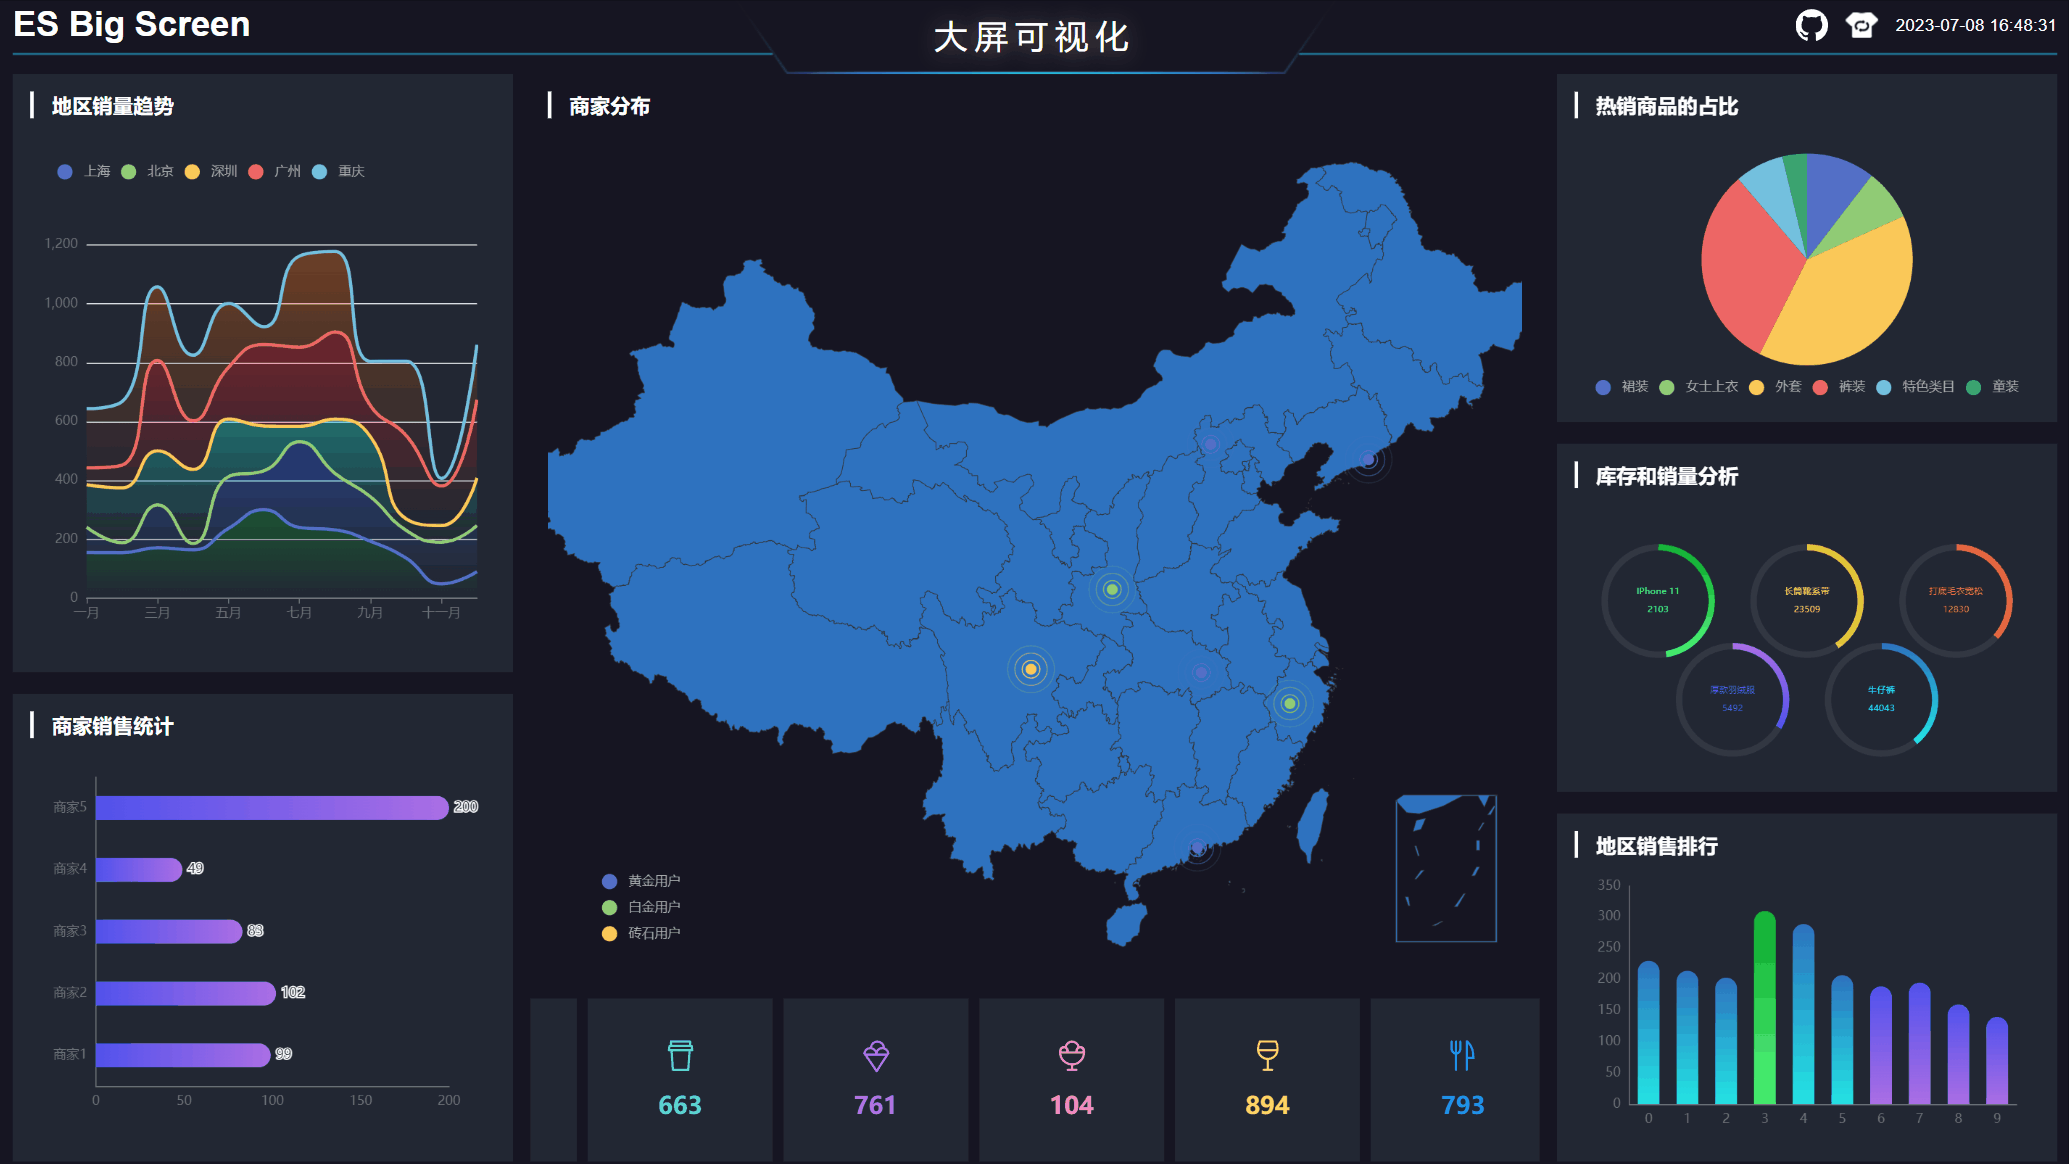 ES Big Screen
大屏可视化
2023-07-08 16:48:31
地区销量趋势
上海 北京 深圳 广州 重庆
1,200
1,000
800
600
400
200
0
一月 三月 五月 七月 九月 十一月
商家销售统计
商家5 200
商家4 49
商家3 83
商家2 102
商家1 99
0 50 100 150 200
商家分布
黄金用户
白金用户
砖石用户
663 761 104 894 793
热销商品的占比
裙装 女士上衣 外套 裤装 特色类目 童装
库存和销量分析
IPhone 11
2103
长筒靴系带
23509
打底毛衣宽松
12830
厚款羽绒服
5492
牛仔裤
44043
地区销售排行
350
300
250
200
150
100
50
0
0 1 2 3 4 5 6 7 8 9